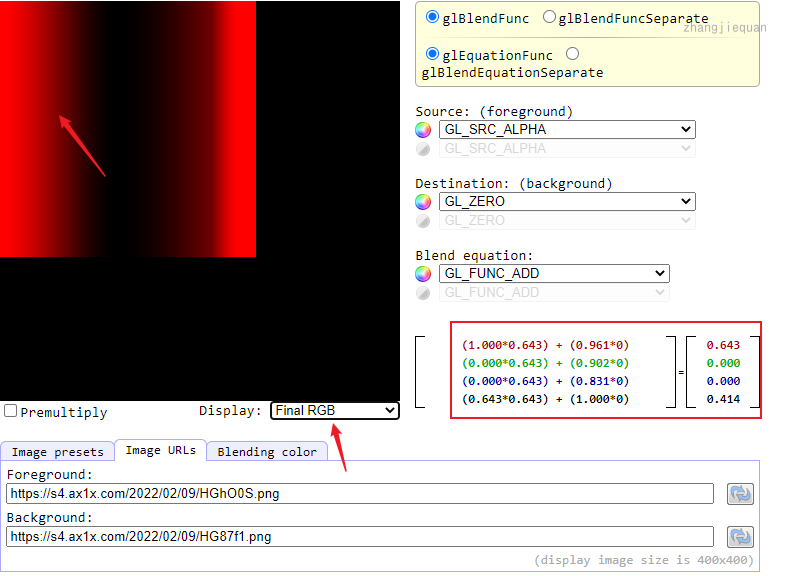 glBlendFunc glBlendFuncSeparate
zhangjiequan
glEquationFunc
glBlendEquationSeparate
Source: (foreground)
GL_SRC_ALPHA
GL_SRC_ALPHA
Destination: (background)
GL_ZERO
GL_ZERO
Blend equation:
GL_FUNC_ADD
GL_FUNC_ADD
(1.000*0.643) + (0.961*0) 0.643
(0.000*0.643) + (0.902*0) 0.000
=
(0.000*0.643) + (0.831*0) 0.000
(0.643*0.643) + (1.000*0) 0.414
Premultiply Display: Final RGB
Image presets Image URLs Blending color
Foreground:
https://s4.ax1x.com/2022/02/09/HGhO0S.png
Background:
https://s4.ax1x.com/2022/02/09/HG87f1.png
(display image size is 400x400)